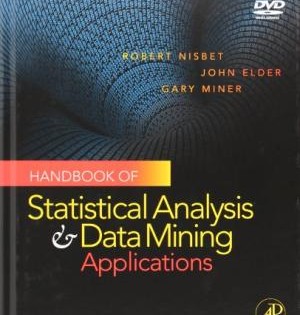 DVD
ROBERT NISBET
JOHN ELDER
GARY MINER
HANDBOOK OF
Statistical Analysis
& Data Mining
Applications